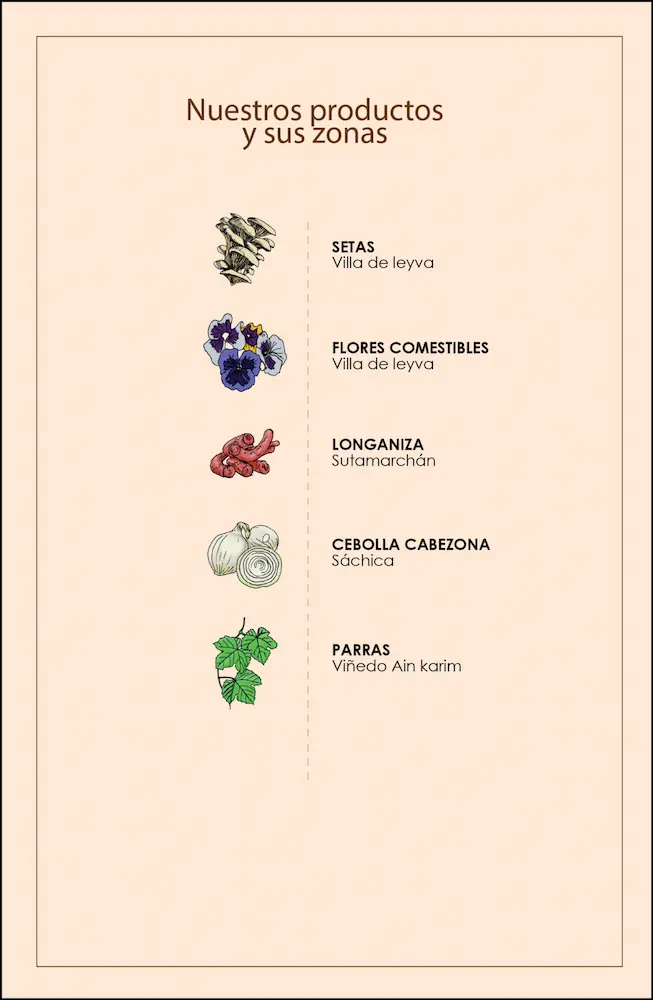 Nuestros productos
y sus zonas
SETAS
Villa de leyva
FLORES COMESTIBLES
Villa de leyva
LONGANIZA
Sutamarchán
CEBOLLA CABEZONA
Sáchica
PARRAS
Viñedo Ain karim